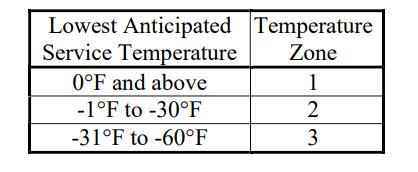 Lowest Anticipated Temperature
Service Temperature Zone
0°F and above 1
-1°F to -30°F 2
-31°F to -60°F 3